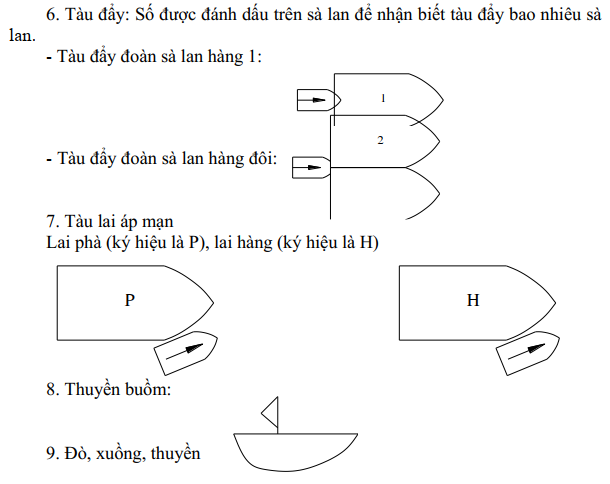 6. Tàu đẩy: Số được đánh dấu trên sà lan để nhận biết tàu đẩy bao nhiêu sà
lan.
- Tàu đẩy đoàn sà lan hàng 1:
1
2
- Tàu đẩy đoàn sà lan hàng đôi:
7. Tàu lai áp mạn
Lai phà (ký hiệu là P), lai hàng (ký hiệu là H)
P
H
8. Thuyền buồm:
9. Đò, xuồng, thuyền